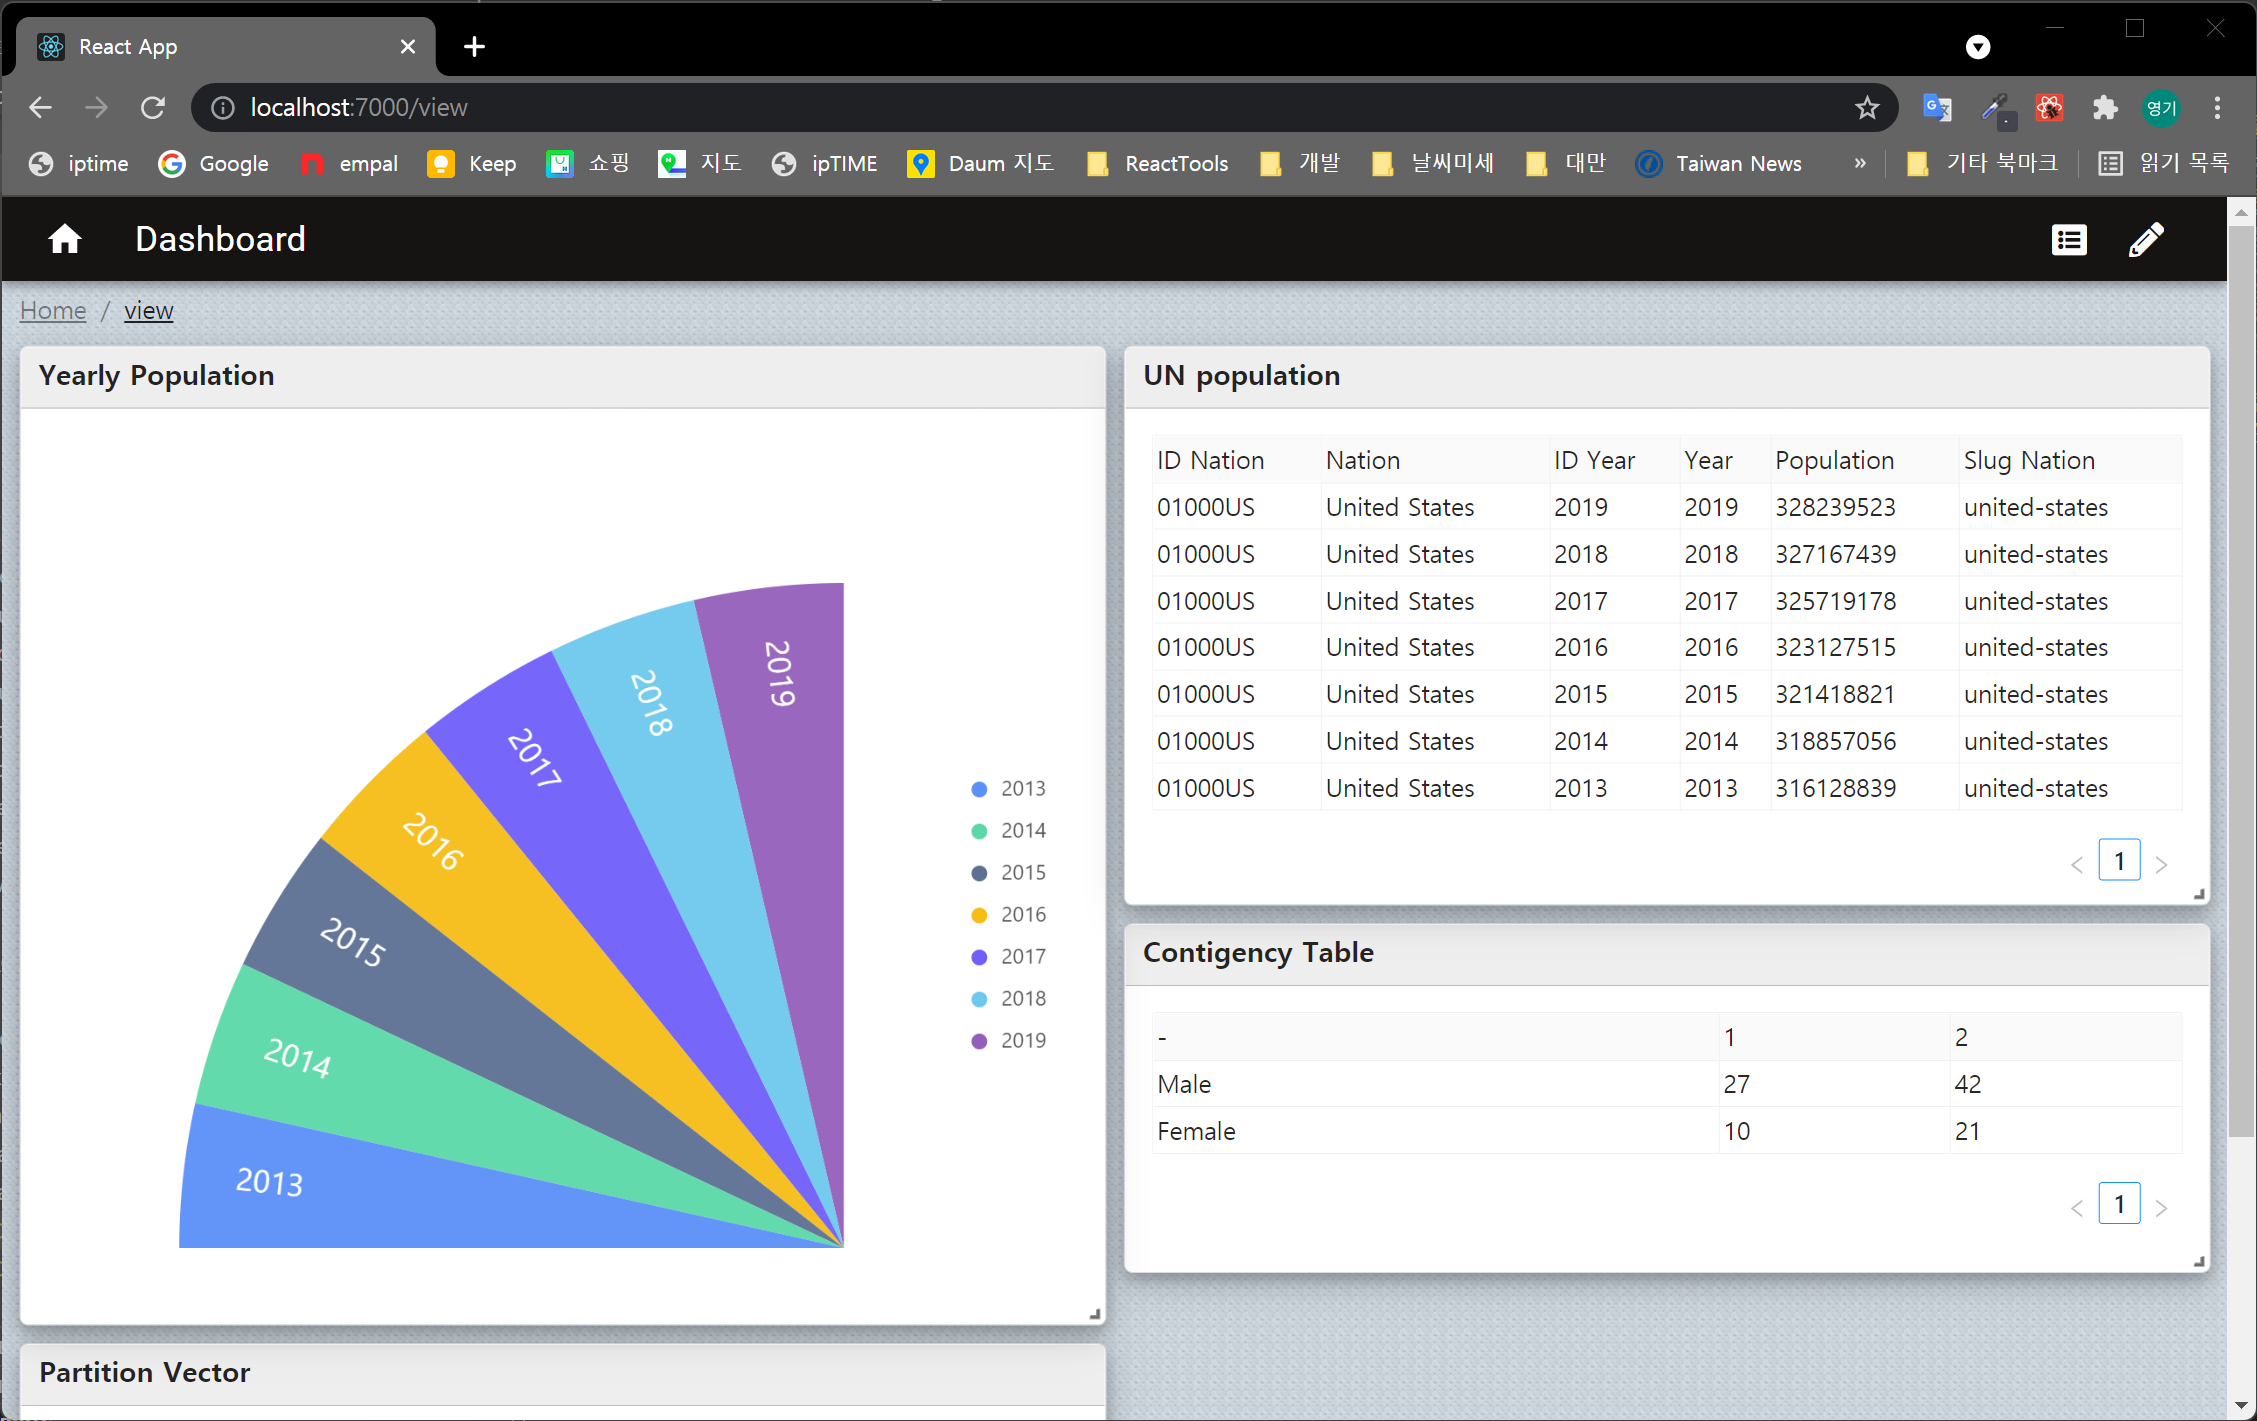 React App
localhost:7000/view
영기
iptime Google empal Keep 쇼핑 지도 ipTIME Daum 지도 ReactTools 개발 날씨미세 대만 Taiwan News » 기타 북마크 읽기 목록
Dashboard
Home / view
Yearly Population
2019
2018
2017
2016
2015
2014
2013
2013
2014
2015
2016
2017
2018
2019
UN population
ID Nation Nation ID Year Year Population Slug Nation
01000US United States 2019 2019 328239523 united-states
01000US United States 2018 2018 327167439 united-states
01000US United States 2017 2017 325719178 united-states
01000US United States 2016 2016 323127515 united-states
01000US United States 2015 2015 321418821 united-states
01000US United States 2014 2014 318857056 united-states
01000US United States 2013 2013 316128839 united-states
< 1 >
Contigency Table
- 1 2
Male 27 42
Female 10 21
< 1 >
Partition Vector